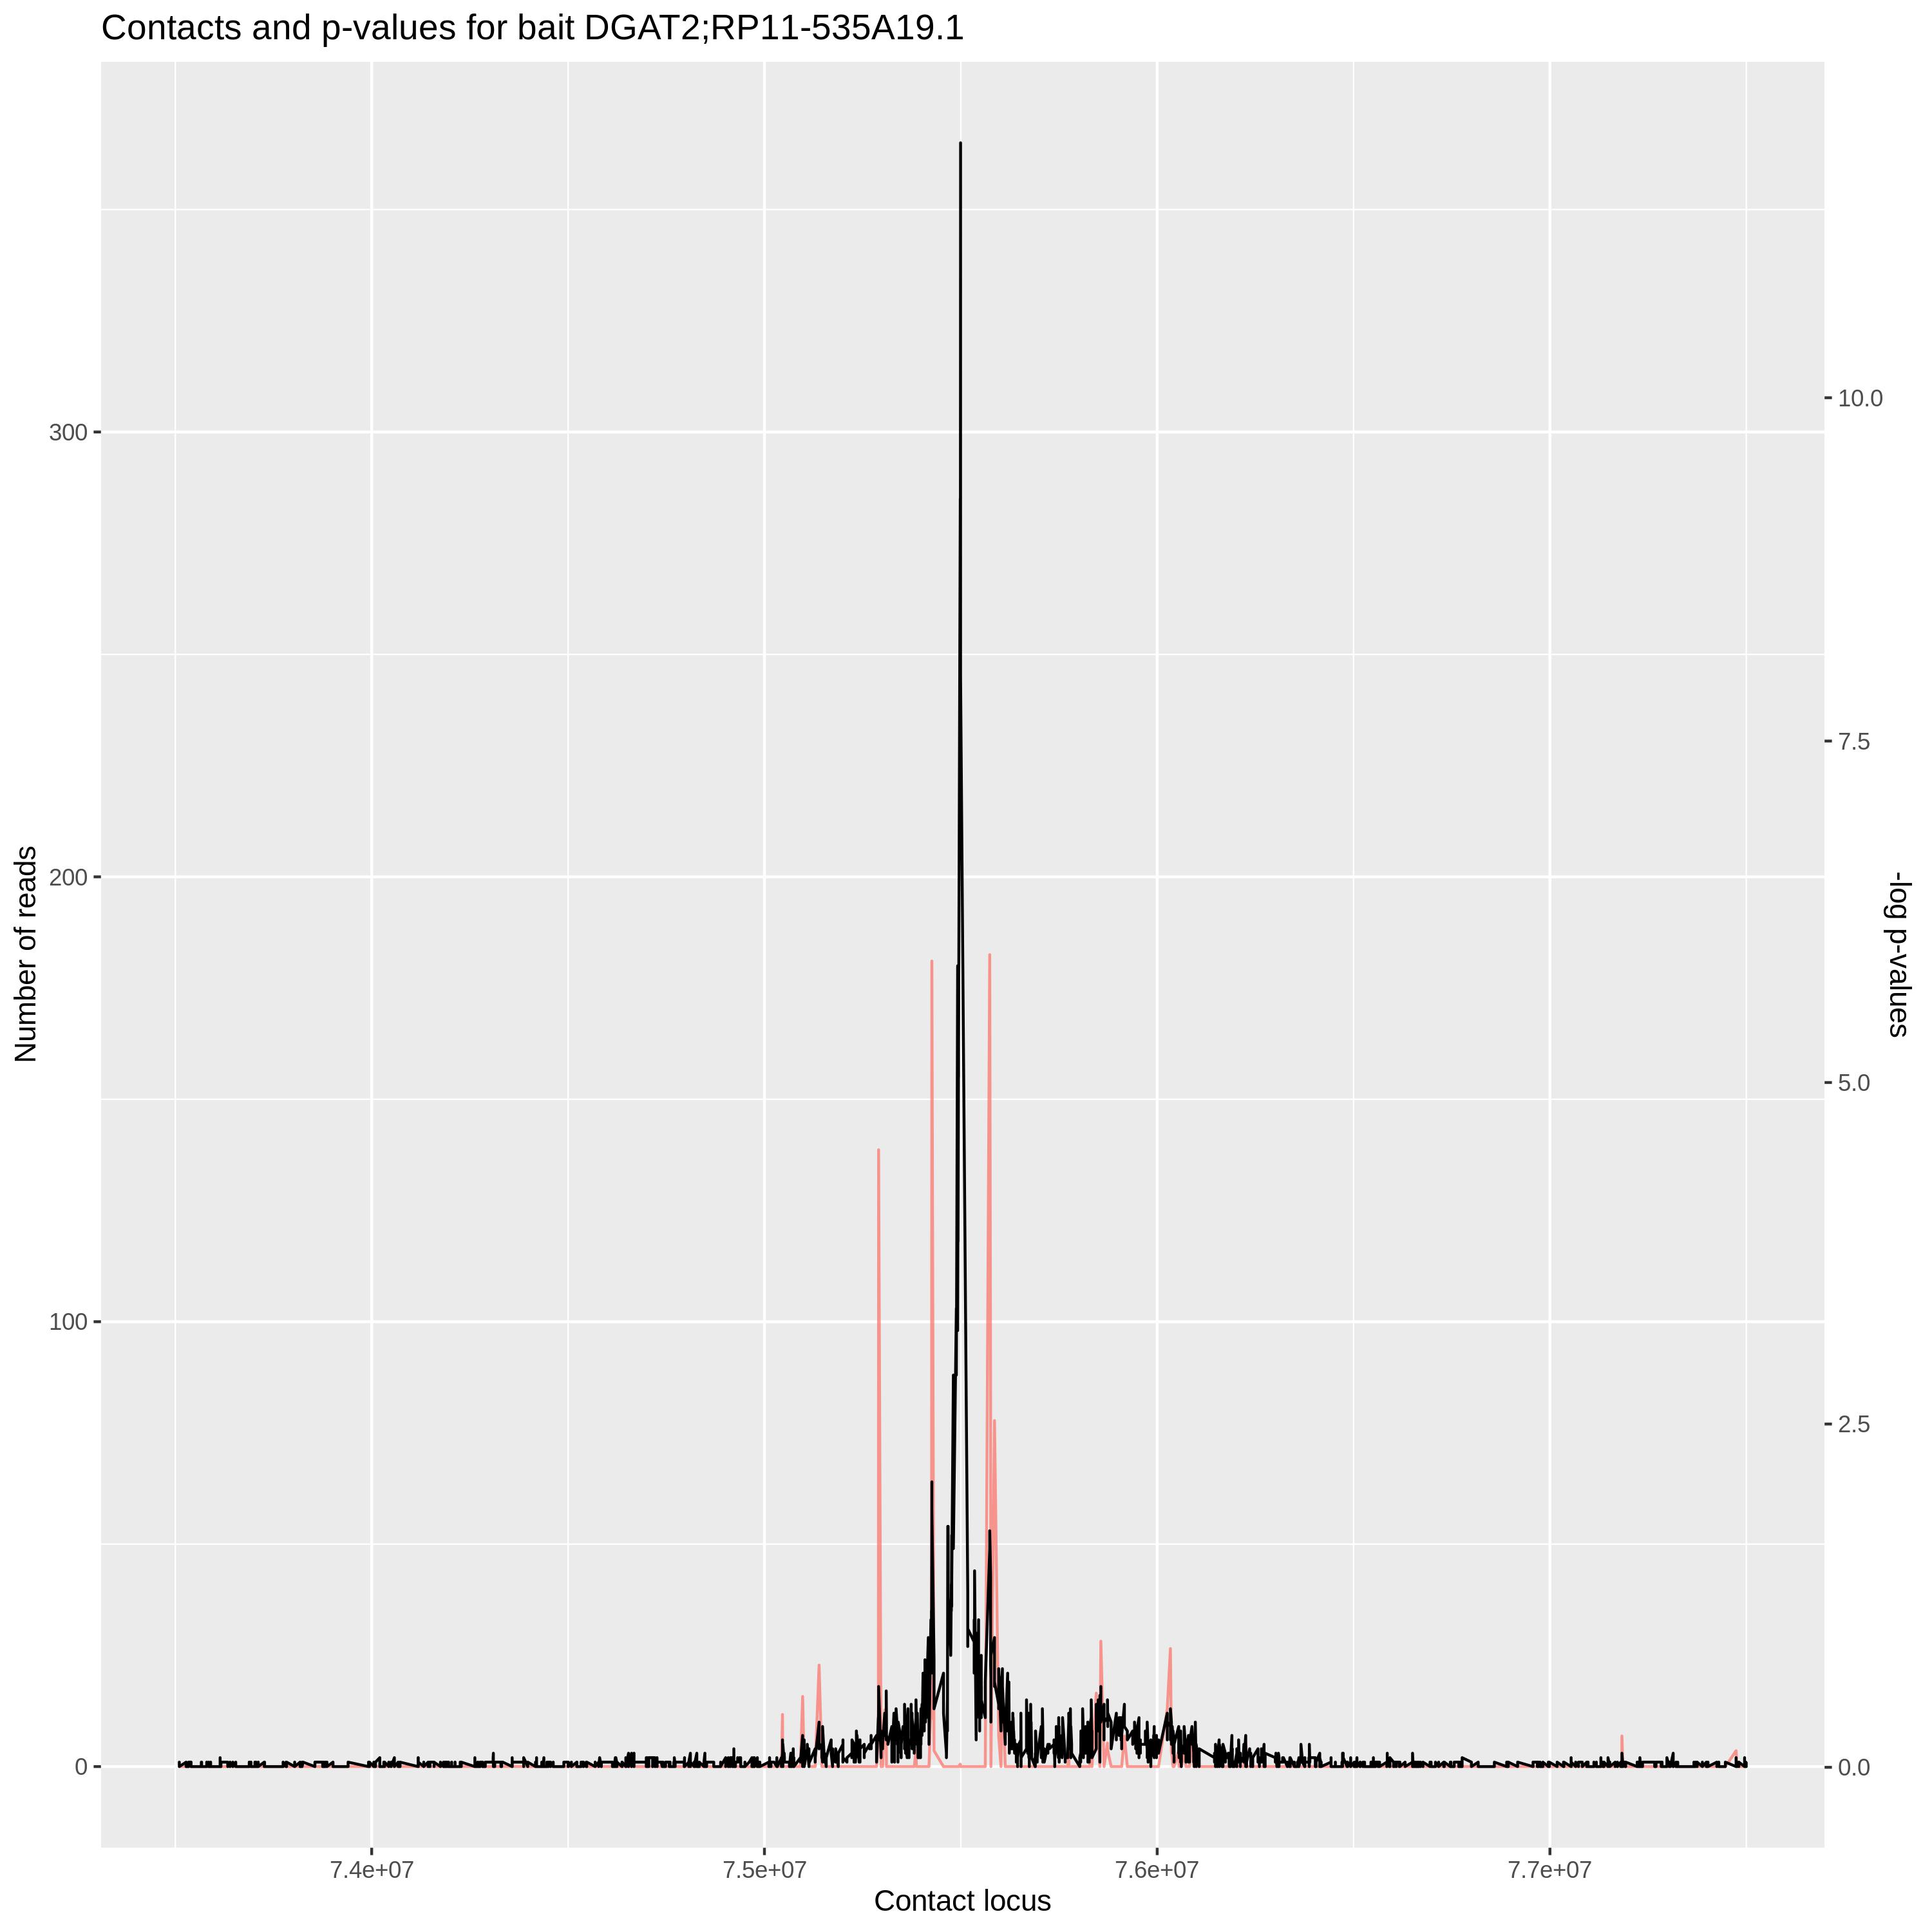 Contacts and p-values for bait DGAT2;RP11-535A19.1
Number of reads
300
200
100
0
10.0
7.5
5.0
2.5
0.0
-log p-values
7.4e+07 7.5e+07 7.6e+07 7.7e+07
Contact locus